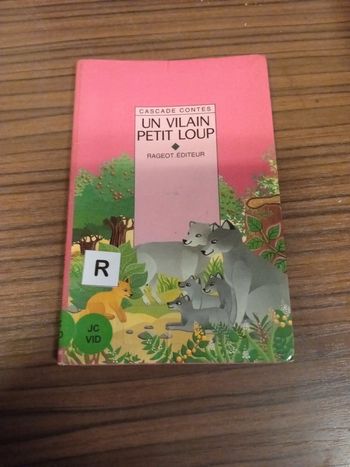 CASCADE CONTES
UN VILAIN
PETIT LOUP
RAGEOT ÉDITEUR
R
JC
VID